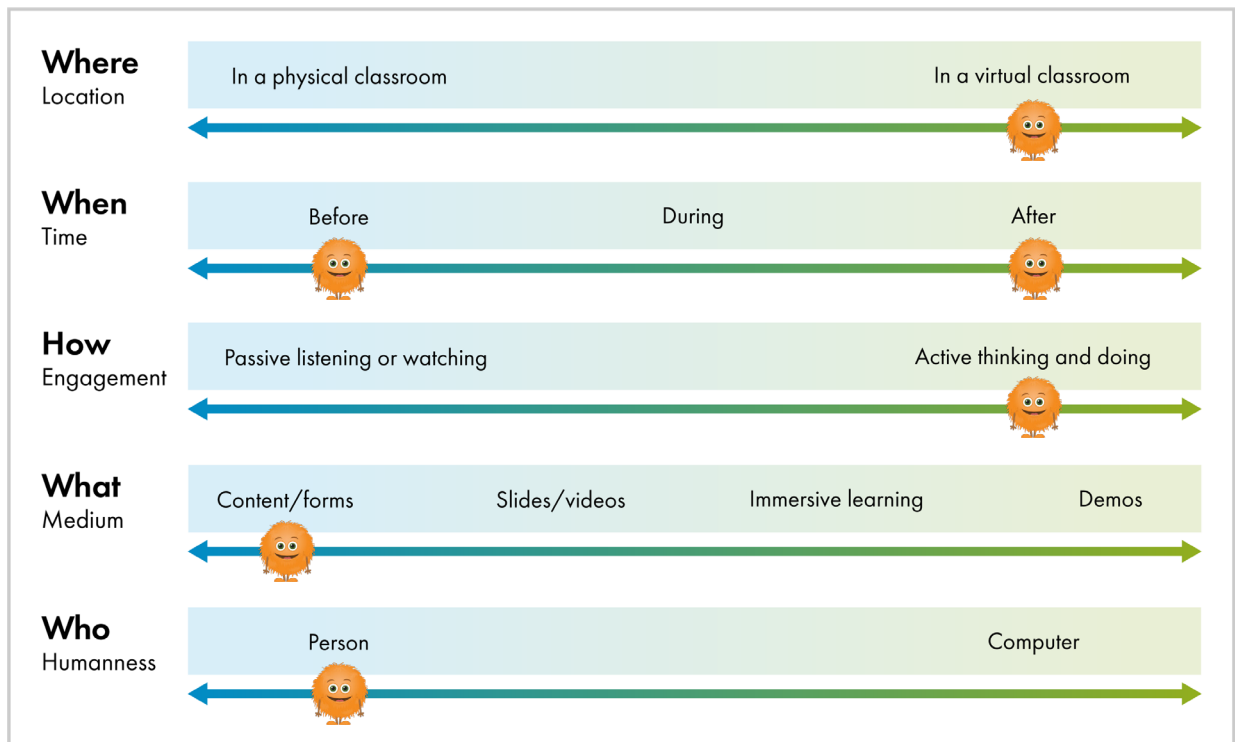 Where
Location
In a physical classroom
In a virtual classroom
When
Time
Before
During
After
How
Engagement
Passive listening or watching
Active thinking and doing
What
Medium
Content/forms
Slides/videos
Immersive learning
Demos
Who
Humanness
Person
Computer